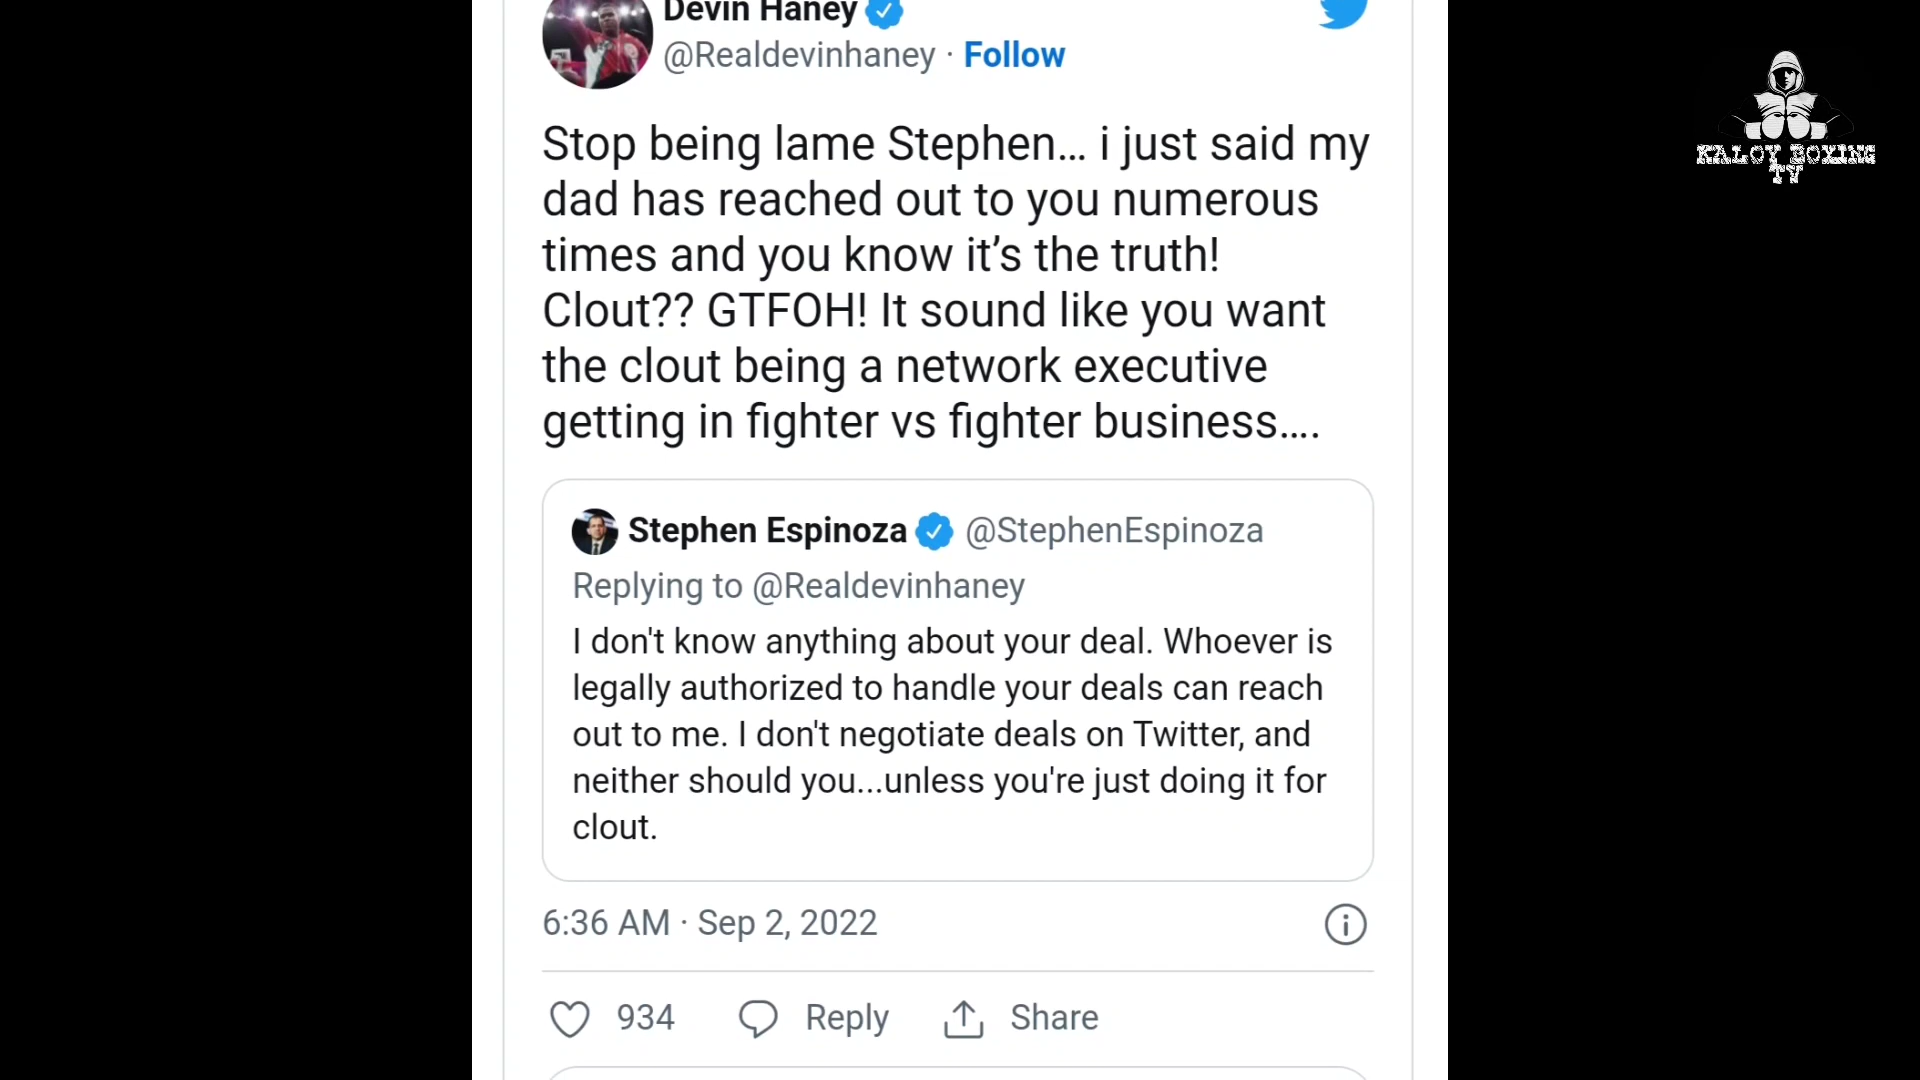 Devin Haney
@Realdevinhaney · Follow
Stop being lame Stephen… i just said my
dad has reached out to you numerous
times and you know it’s the truth!
Clout?? GTFOH! It sound like you want
the clout being a network executive
getting in fighter vs fighter business….
Stephen Espinoza @StephenEspinoza
Replying to @Realdevinhaney
I don't know anything about your deal. Whoever is
legally authorized to handle your deals can reach
out to me. I don't negotiate deals on Twitter, and
neither should you...unless you're just doing it for
clout.
6:36 AM · Sep 2, 2022
934 Reply Share
KALOY BOXING
TV